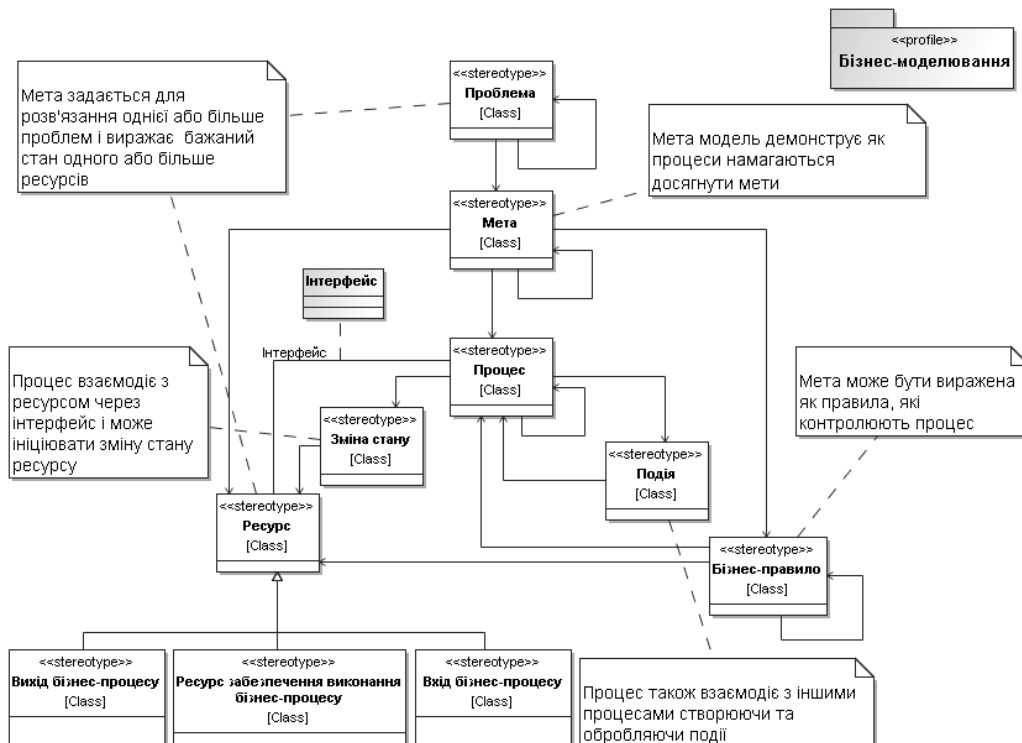 <<profile>>
Бізнес-моделювання
<<stereotype>>
Проблема
[Class]
Мета задається для
розв'язання однієї або більше
проблем і виражає бажаний
стан одного або більше
ресурсів
Мета модель демонструє як
процеси намагаються
досягнути мети
<<stereotype>>
Мета
[Class]
Інтерфейс
Інтерфейс
<<stereotype>>
Процес
[Class]
Процес взаємодіє з
ресурсом через
інтерфейс і може
ініціювати зміну стану
ресурсу
<<stereotype>>
Зміна стану
[Class]
Мета може бути виражена
як правила, які
контролюють процес
<<stereotype>>
Подія
[Class]
<<stereotype>>
Ресурс
[Class]
<<stereotype>>
Бізнес-правило
[Class]
<<stereotype>>
Вихід бізнес-процесу
[Class]
<<stereotype>>
Ресурс забезпечення виконання
бізнес-процесу
[Class]
<<stereotype>>
Вхід бізнес-процесу
[Class]
Процес також взаємодіє з іншими
процесами створюючи та
обробляючи події